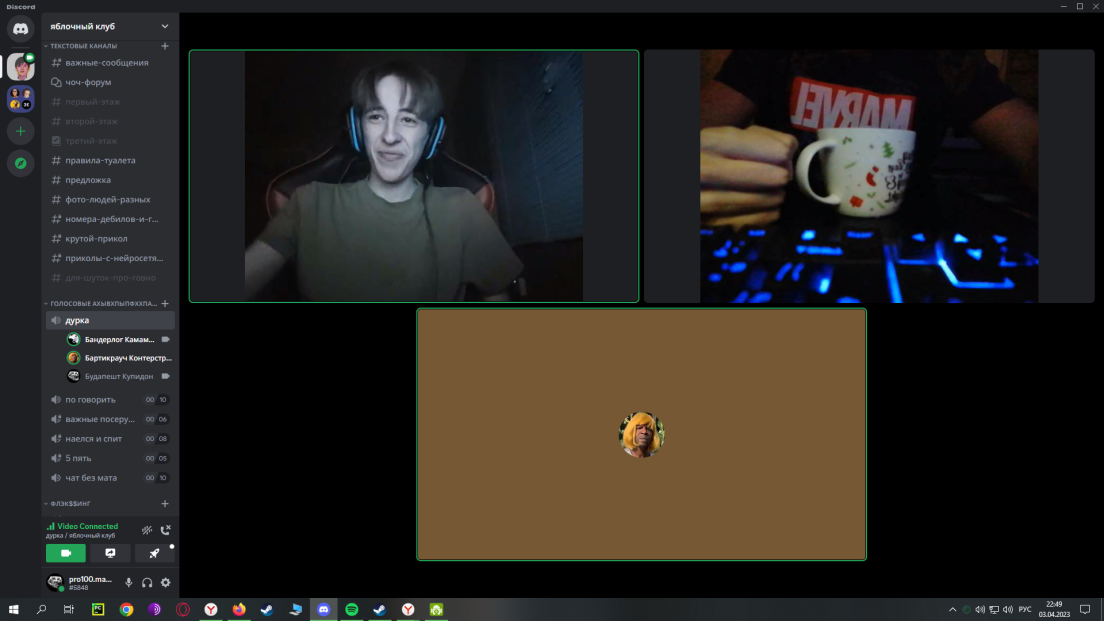 Discord
яблочный клуб
ТЕКСТОВЫЕ КАНАЛЫ
важные-сообщения
чоч-форум
первый-этаж
второй-этаж
третий-этаж
правила-туалета
предложка
фото-людей-разных
номера-дебилов-и-г...
крутой-прикол
приколы-с-нейросетя...
для-шуток-про-говно
ГОЛОСОВЫЕ АХЫВХПЫПФХХПА...
дурка
Бандерлог Камам...
Бартикрауч Контерстр...
Будапешт Купидон
по говорить 00 10
важные посеру... 00 06
наелся и спит 00 08
5 пять 00 05
чат без мата 00 10
ФЛЭК$$ИНГ
Video Connected
дурка / яблочный клуб
pro100.ma...
#5848
MARVEL
PC
РУС
22:49
03.04.2023